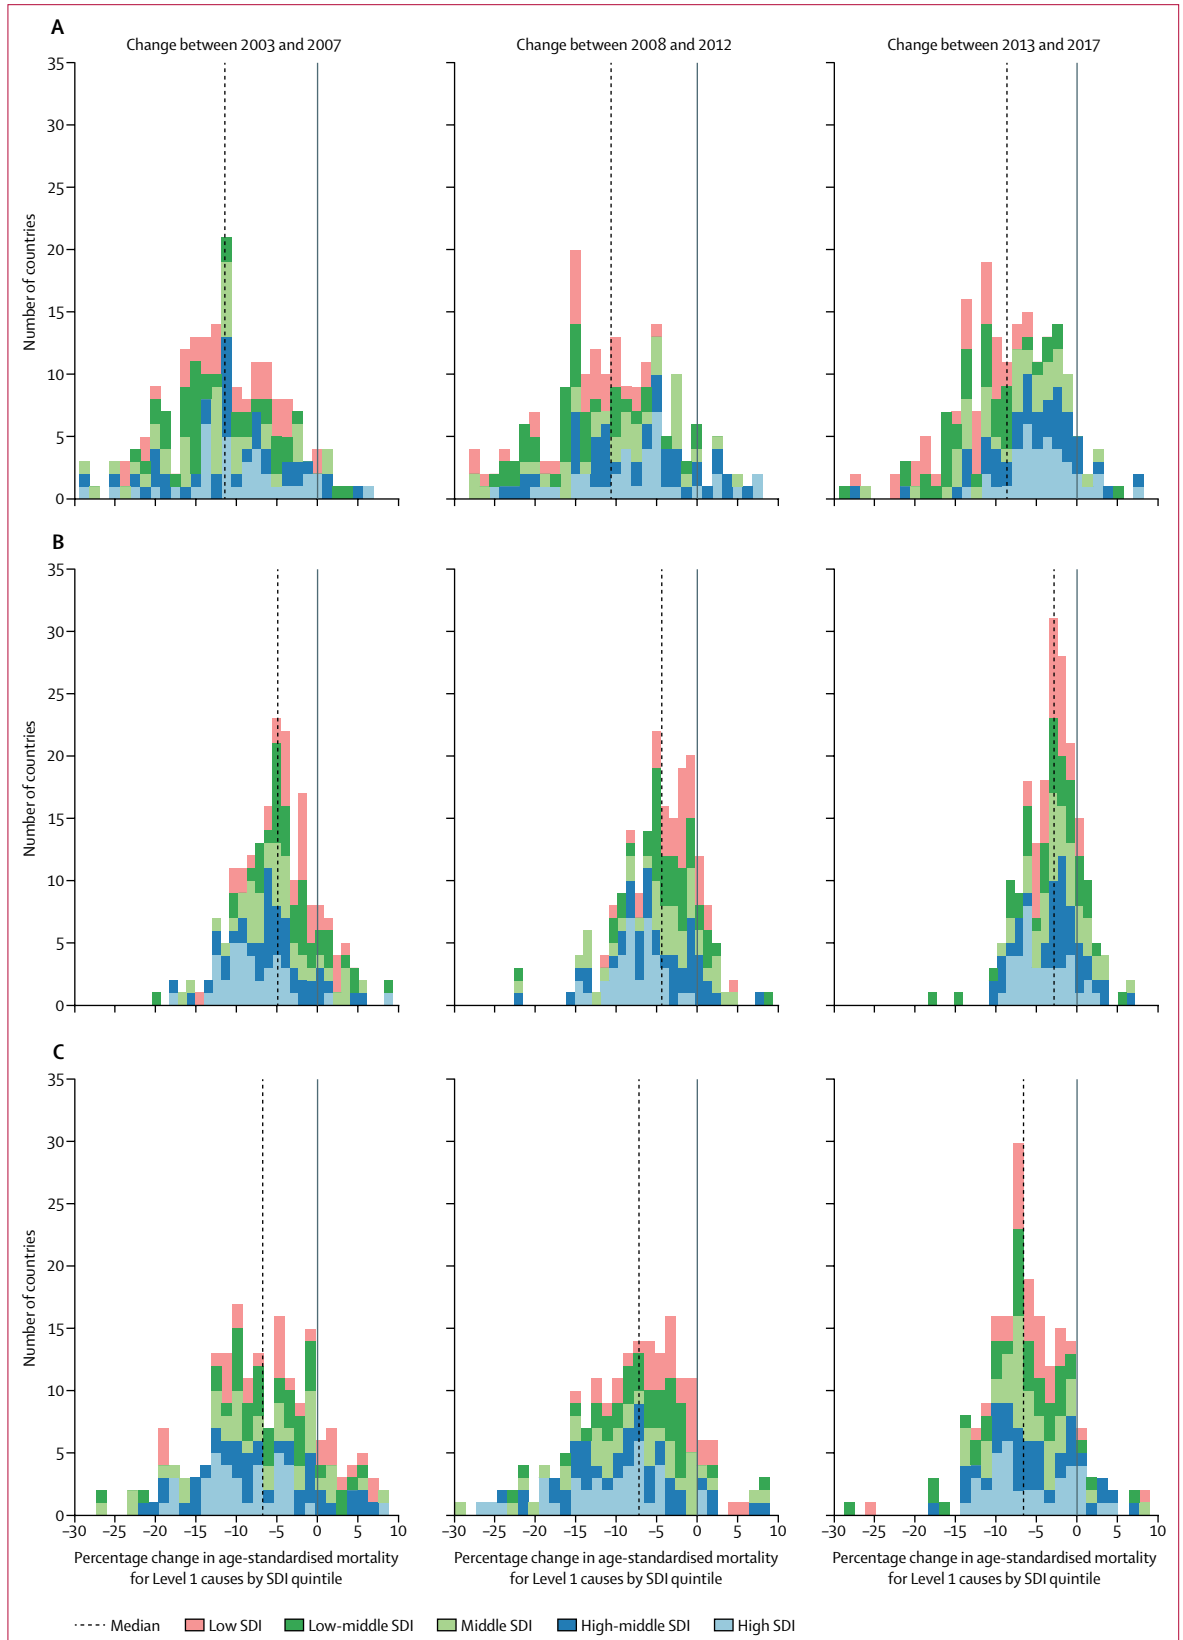 A
Change between 2003 and 2007
Change between 2008 and 2012
Change between 2013 and 2017
35
30
25
20
15
10
5
0
Number of countries
B
35
30
25
20
15
10
5
0
Number of countries
C
35
30
25
20
15
10
5
0
Number of countries
–30 –25 –20 –15 –10 –5 0 5 10
–30 –25 –20 –15 –10 –5 0 5 10
–30 –25 –20 –15 –10 –5 0 5 10
Percentage change in age-standardised mortality
for Level 1 causes by SDI quintile
Percentage change in age-standardised mortality
for Level 1 causes by SDI quintile
Percentage change in age-standardised mortality
for Level 1 causes by SDI quintile
Median Low SDI Low-middle SDI Middle SDI High-middle SDI High SDI